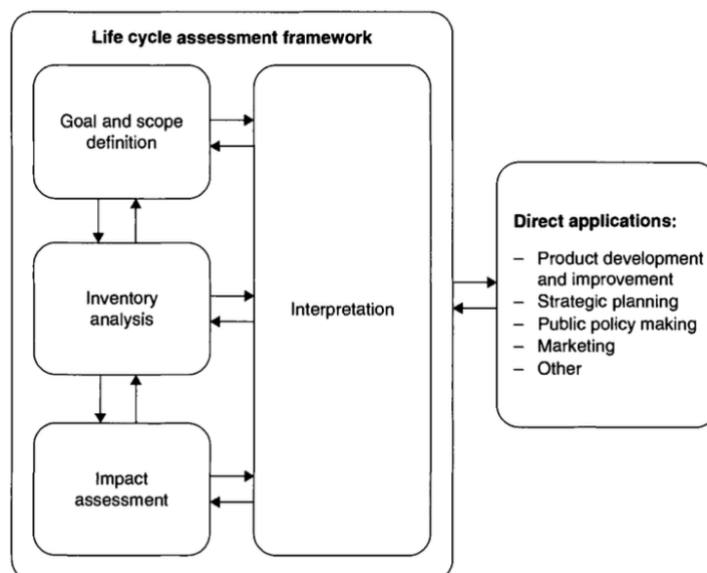 Life cycle assessment framework
Goal and scope
definition
Inventory
analysis
Impact
assessment
Interpretation
Direct applications:
– Product development
and improvement
– Strategic planning
– Public policy making
– Marketing
– Other